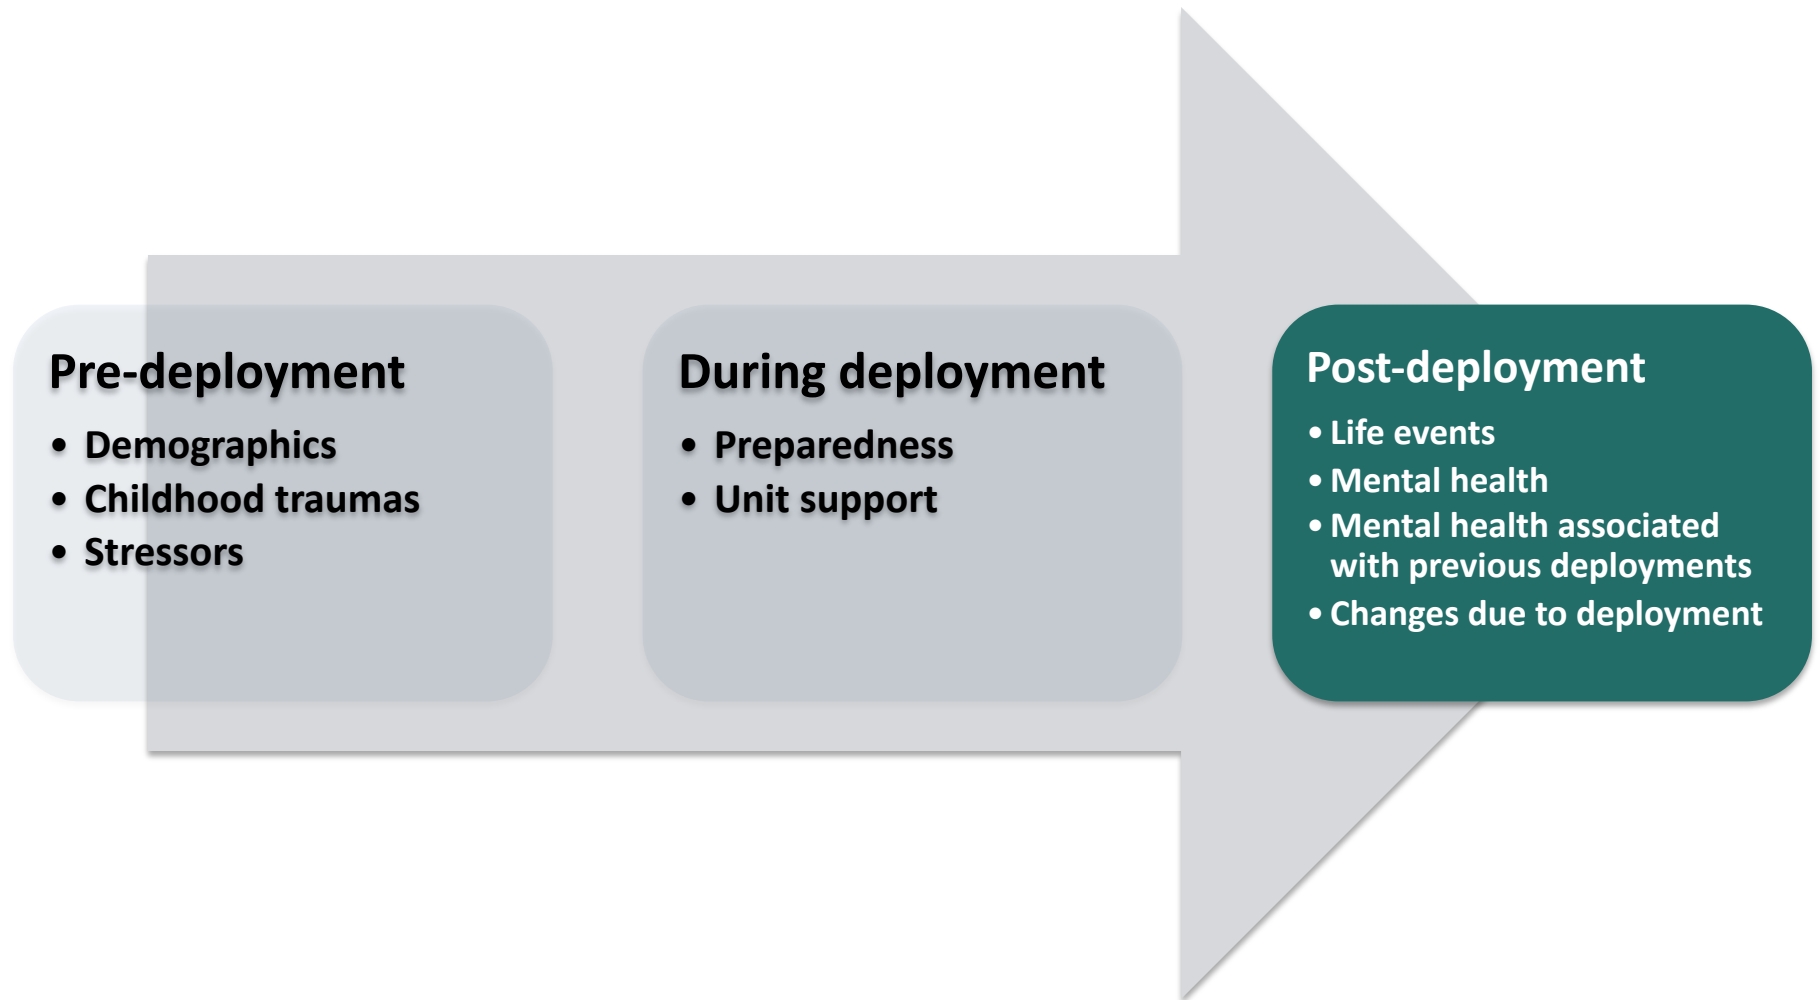 Pre-deployment
• Demographics
• Childhood traumas
• Stressors
During deployment
• Preparedness
• Unit support
Post-deployment
• Life events
• Mental health
• Mental health associated
with previous deployments
• Changes due to deployment